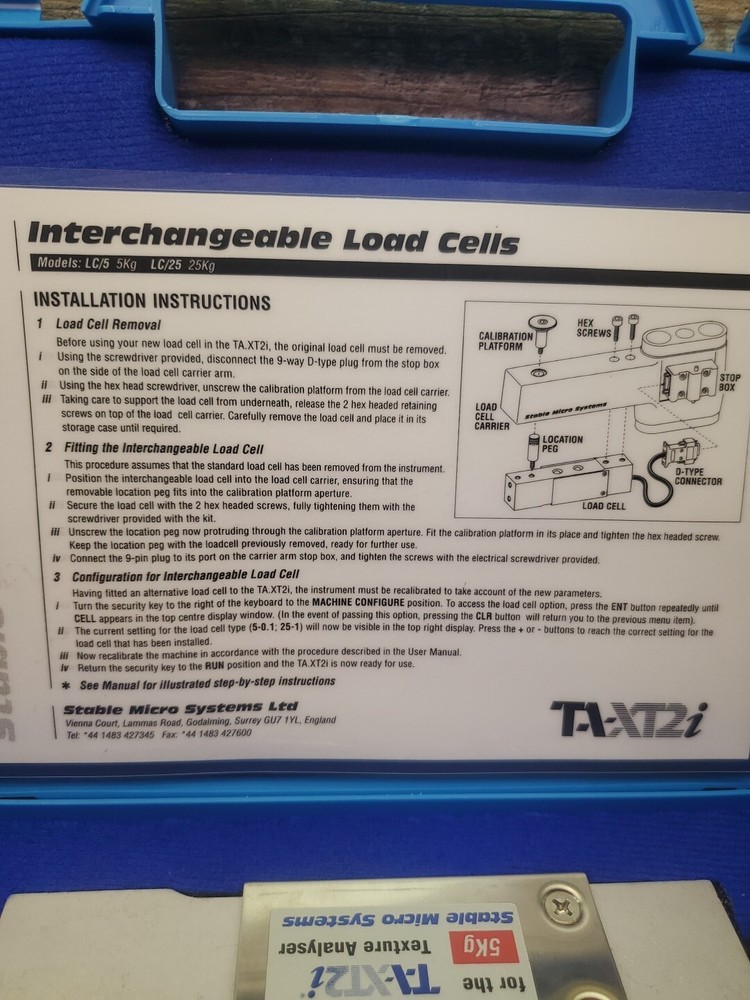 Interchangeable Load Cells
Models: LC/5 5Kg LC/25 25Kg
INSTALLATION INSTRUCTIONS
1 Load Cell Removal
Before using your new load cell in the TA.XT2i, the original load cell must be removed.
i Using the screwdriver provided, disconnect the 9-way D-type plug from the stop box
on the side of the load cell carrier arm.
ii Using the hex head screwdriver, unscrew the calibration platform from the load cell carrier.
iii Taking care to support the load cell from underneath, release the 2 hex headed retaining
screws on top of the load cell carrier. Carefully remove the load cell and place it in its
storage case until required.
2 Fitting the Interchangeable Load Cell
This procedure assumes that the standard load cell has been removed from the instrument.
i Position the interchangeable load cell into the load cell carrier, ensuring that the
removable location peg fits into the calibration platform aperture.
ii Secure the load cell with the 2 hex headed screws, fully tightening them with the
screwdriver provided with the kit.
iii Unscrew the location peg now protruding through the calibration platform aperture. Fit the calibration platform in its place and tighten the hex headed screw.
Keep the location peg with the loadcell previously removed, ready for further use.
iv Connect the 9-pin plug to its port on the carrier arm stop box, and tighten the screws with the electrical screwdriver provided.
3 Configuration for Interchangeable Load Cell
Having fitted an alternative load cell to the TA.XT2i, the instrument must be recalibrated to take account of the new parameters.
i Turn the security key to the right of the keyboard to the MACHINE CONFIGURE position. To access the load cell option, press the ENT button repeatedly until
CELL appears in the top centre display window. (In the event of passing this option, pressing the CLR button will return you to the previous menu item).
ii The current setting for the load cell type (5-0.1; 25-1) will now be visible in the top right display. Press the + or - buttons to reach the correct setting for the
load cell that has been installed.
iii Now recalibrate the machine in accordance with the procedure described in the User Manual.
iv Return the security key to the RUN position and the TA.XT2i is now ready for use.
* See Manual for illustrated step-by-step instructions
Stable Micro Systems Ltd
Vienna Court, Lammas Road, Godalming, Surrey GU7 1YL, England
Tel: +44 1483 427345 Fax: +44 1483 427600
TA-XT2i
CALIBRATION
PLATFORM
HEX
SCREWS
STOP
BOX
LOAD
CELL
CARRIER
Stable Micro Systems
LOCATION
PEG
D-TYPE
CONNECTOR
LOAD CELL
for the TA-XT2i
5Kg Texture Analyser
Stable Micro Systems